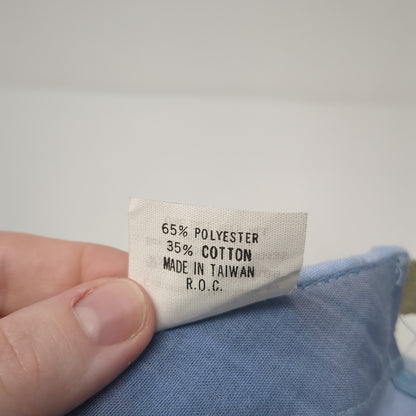 65% POLYESTER
35% COTTON
MADE IN TAIWAN
R.O.C.